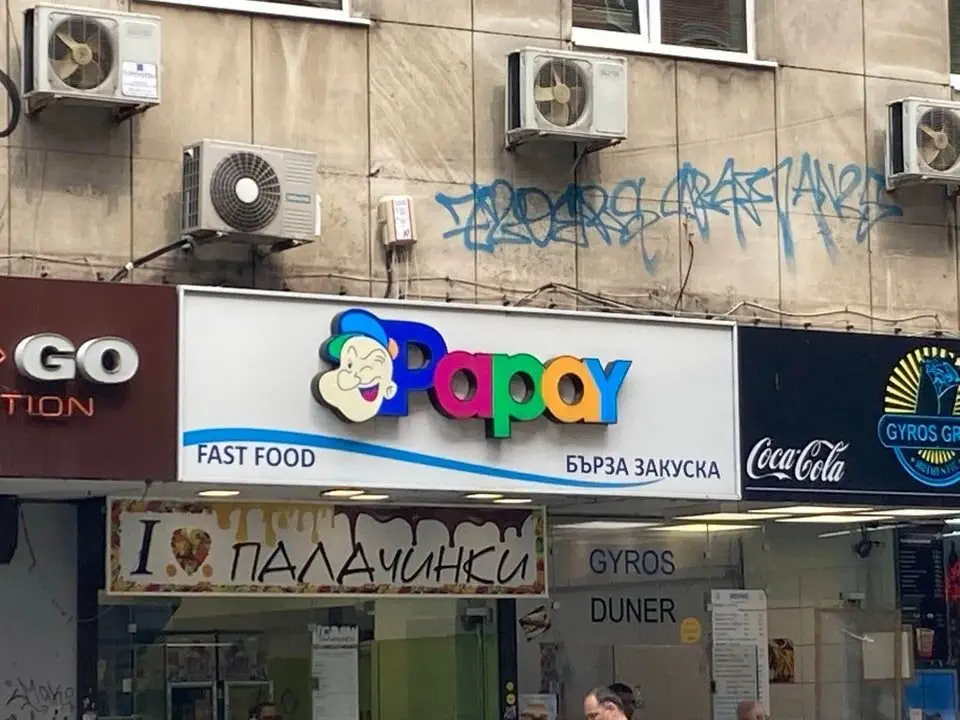 GO
TION
Papay
FAST FOOD
БЪРЗА ЗАКУСКА
Coca-Cola
GYROS GR
I
ПАЛАЧИНКИ
GYROS
DUNER